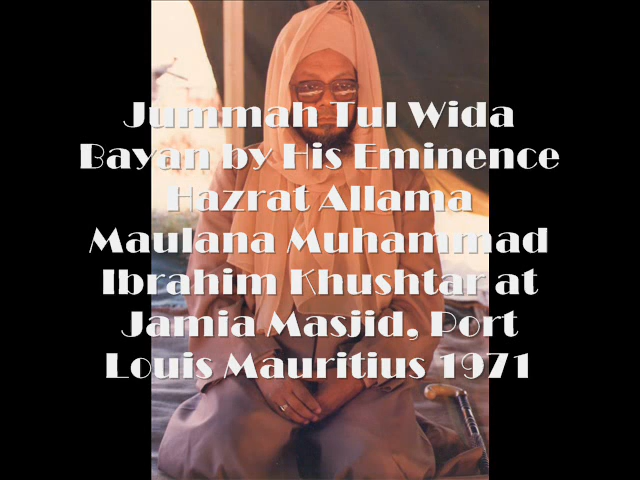 Jummah Tul Wida
Bayan by His Eminence
Hazrat Allama
Maulana Muhammad
Ibrahim Khushtar at
Jamia Masjid, Port
Louis Mauritius 1971